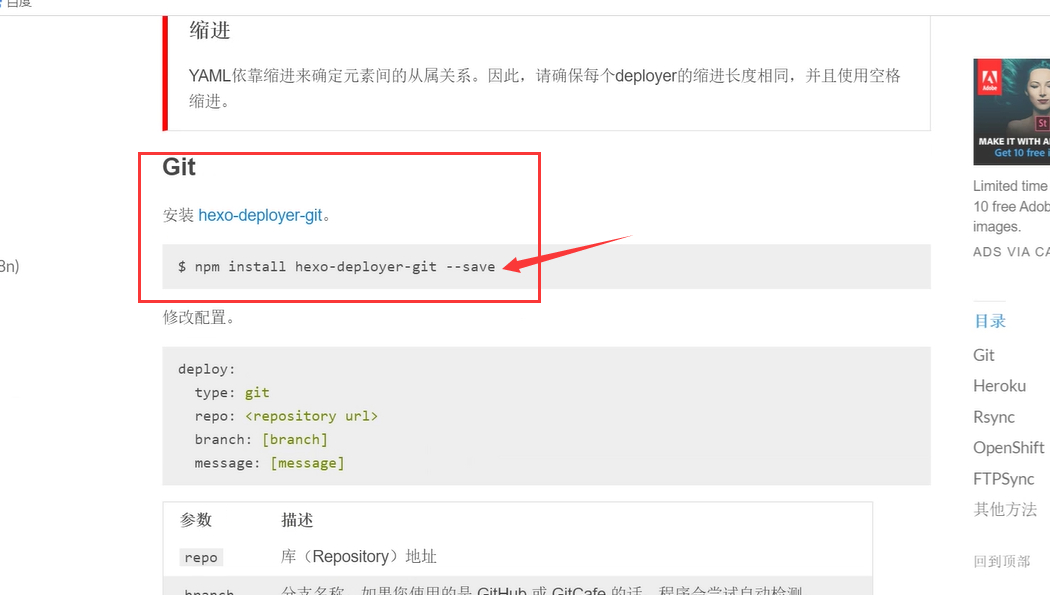 百度
缩进
YAML依靠缩进来确定元素间的从属关系。因此，请确保每个deployer的缩进长度相同，并且使用空格
缩进。
Git
安装 hexo-deployer-git。
$ npm install hexo-deployer-git --save
修改配置。
deploy:
type: git
repo: <repository url>
branch: [branch]
message: [message]
参数 描述
repo 库（Repository）地址
branch 分支名称。如果您使用的是 GitHub 或 GitCafe 的话，程序会尝试自动检测。
8n)
Adobe
St
MAKE IT WITH
Get 10 free
Limited time
10 free
images.
ADS VIA
目录
Git
Heroku
Rsync
OpenShift
FTPSync
其他方法
回到顶部